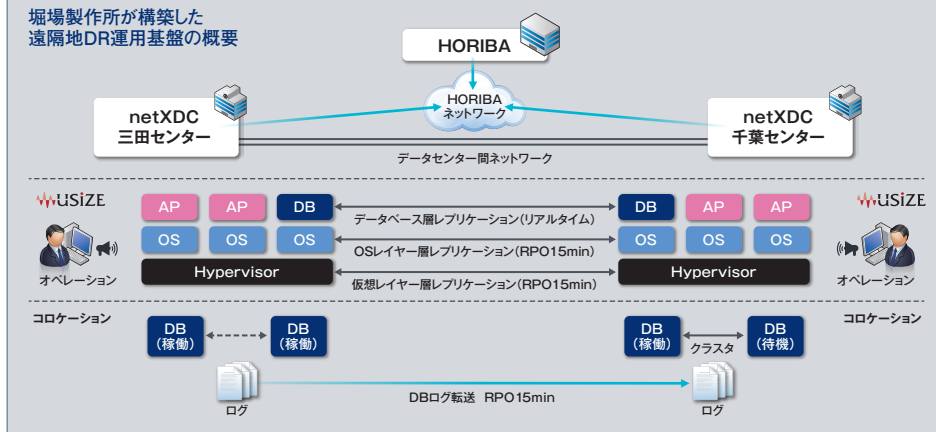 堀場製作所が構築した
遠隔地DR運用基盤の概要
HORIBA
HORIBA
ネットワーク
netXDC
三田センター
netXDC
千葉センター
データセンター間ネットワーク
USiZE
USiZE
AP AP DB
データベース層レプリケーション(リアルタイム)
DB AP AP
OS OS OS
OSレイヤー層レプリケーション(RPO15min)
OS OS OS
Hypervisor
仮想レイヤー層レプリケーション(RPO15min)
Hypervisor
オペレーション
オペレーション
コロケーション
コロケーション
DB
(稼働)
DB
(稼働)
DB
(稼働)
クラスタ
DB
(待機)
ログ
DBログ転送 RPO15min
ログ